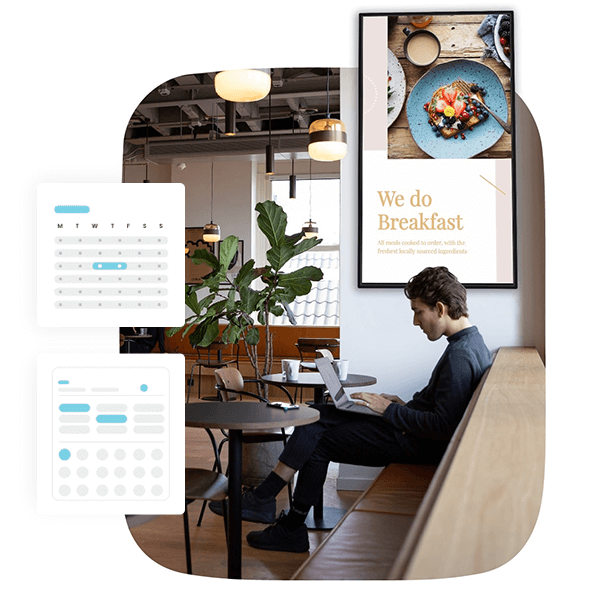 We do
Breakfast
All meals cooked to order, with the
freshest locally sourced ingredients
M T W T F S S